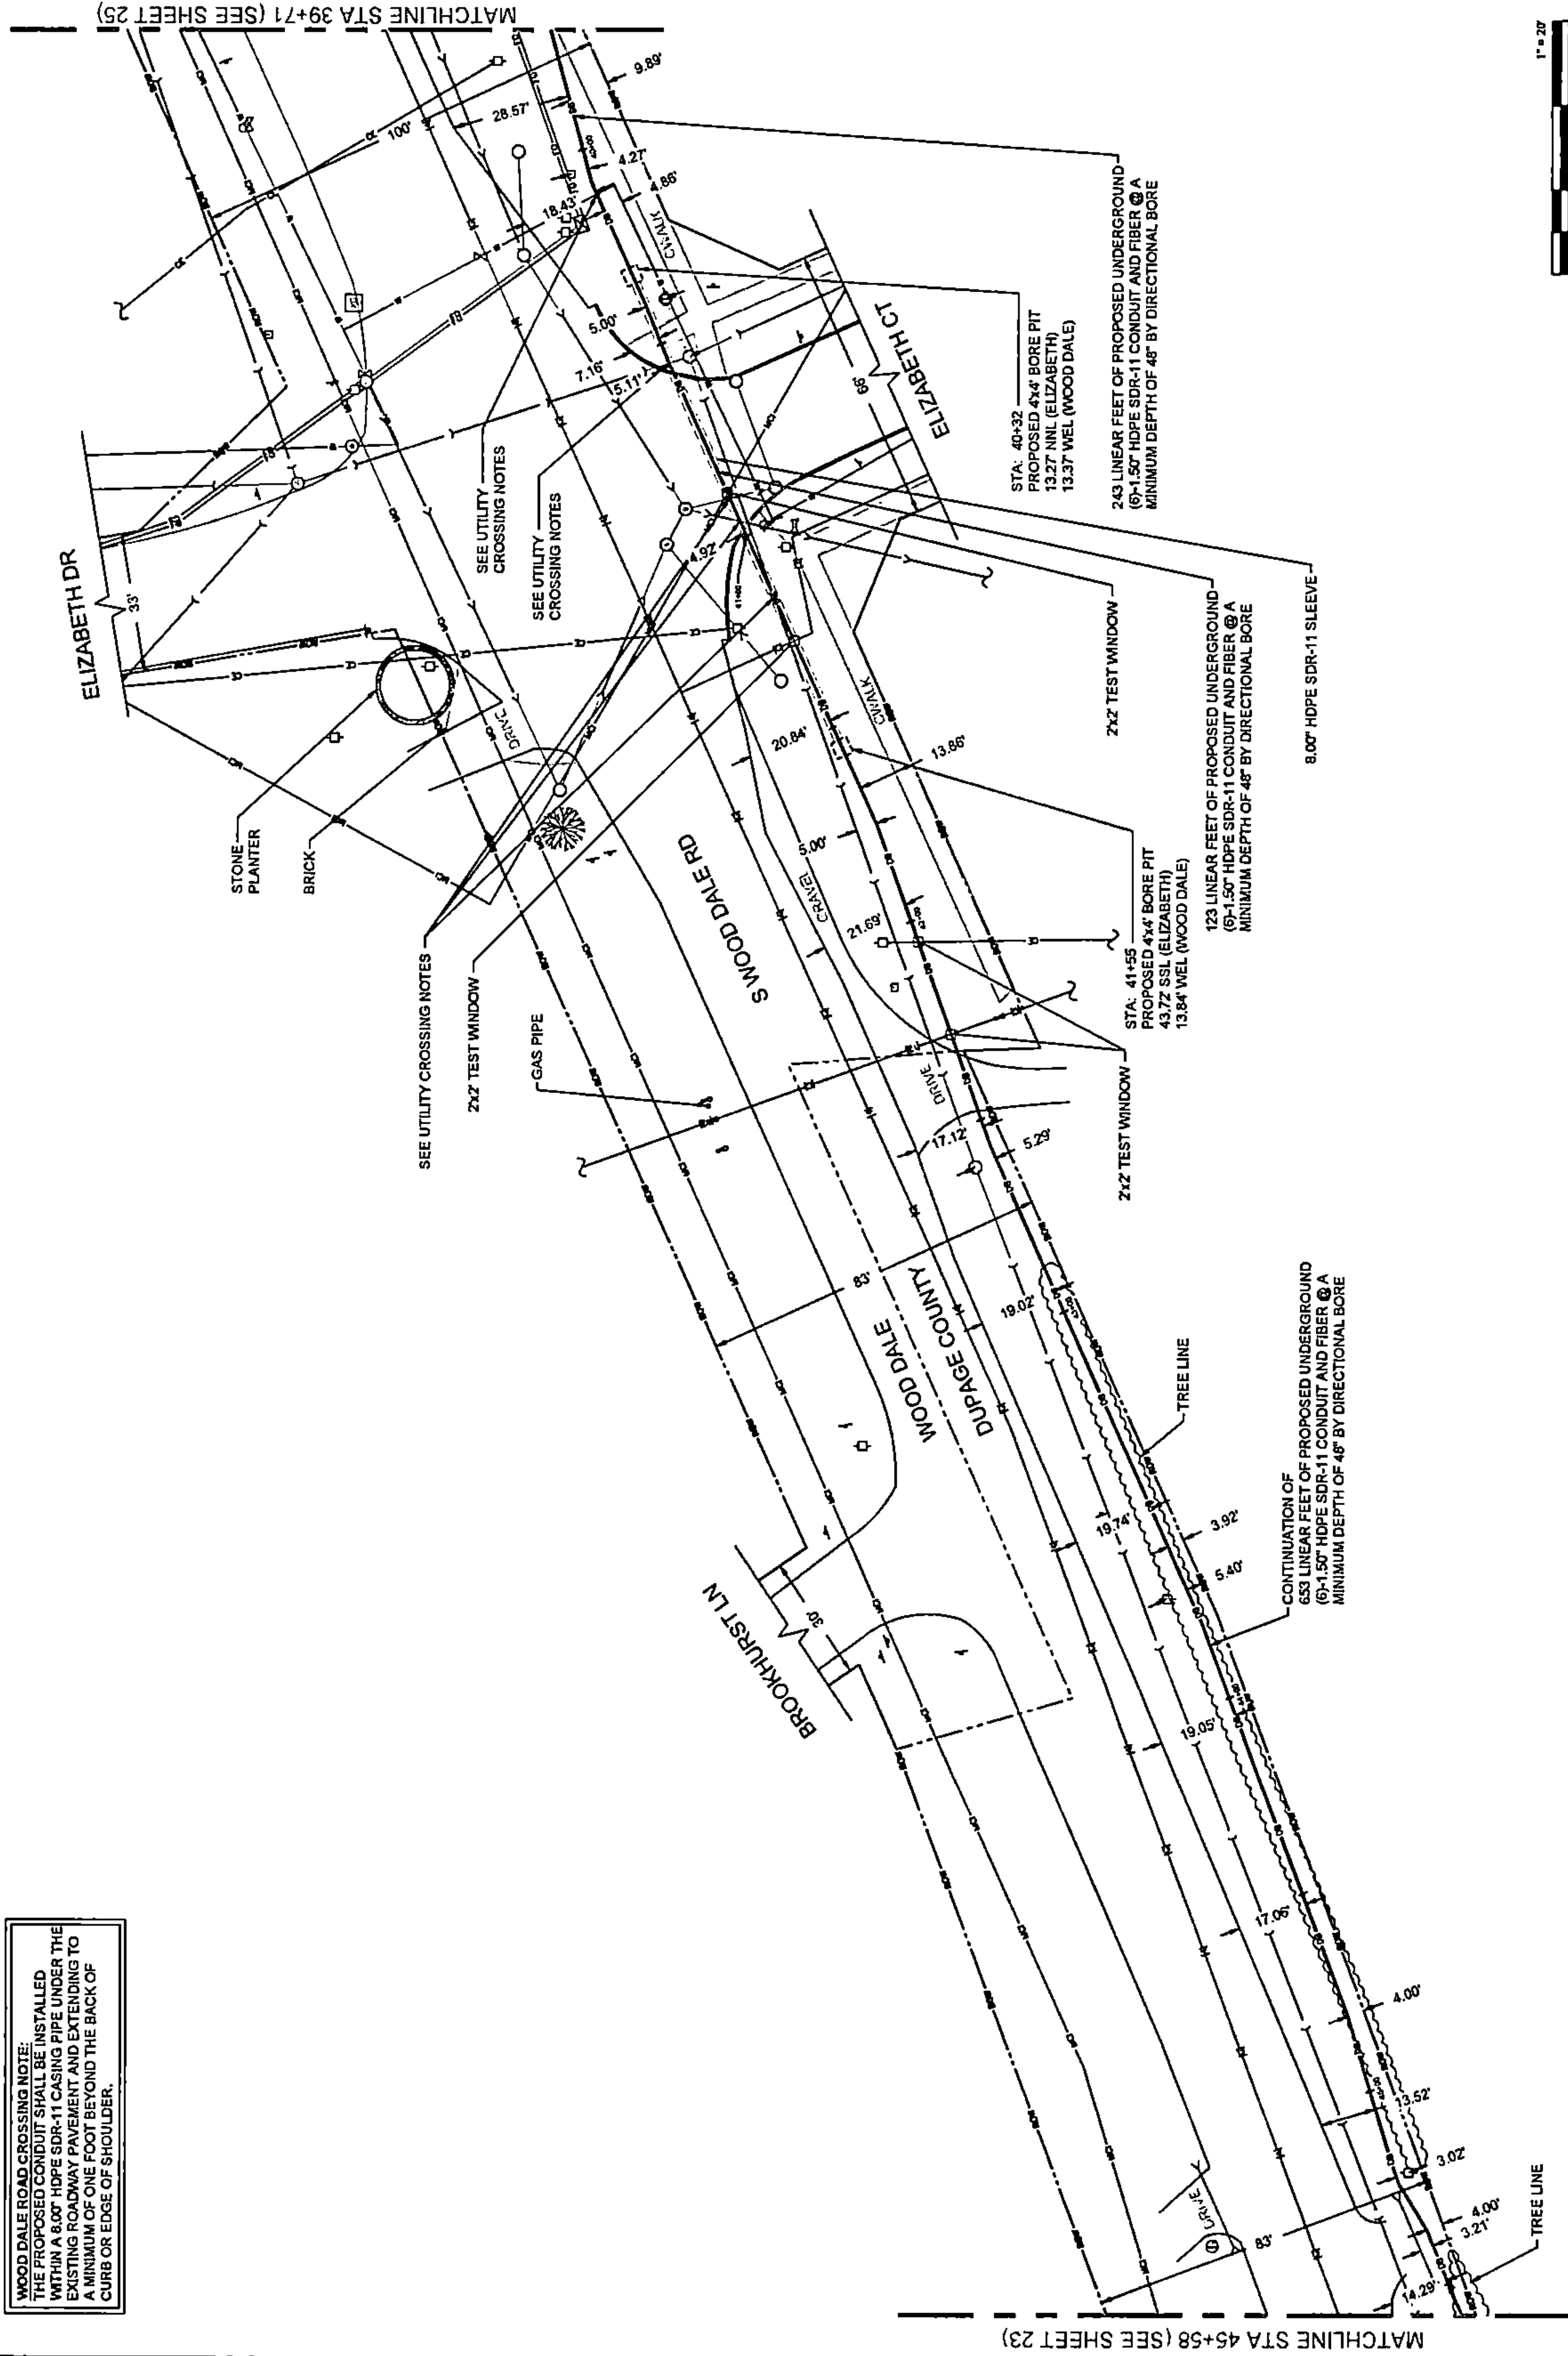 WOOD DALE ROAD CROSSING NOTE:
THE PROPOSED CONDUIT SHALL BE INSTALLED
WITHIN A 8.00" HDPE SDR-11 CASING PIPE UNDER THE
EXISTING ROADWAY PAVEMENT AND EXTENDING TO
A MINIMUM OF ONE FOOT BEYOND THE BACK OF
CURB OR EDGE OF SHOULDER.
MATCHLINE STA 45+58 (SEE SHEET 23)
MATCHLINE STA 39+71 (SEE SHEET 25)
ELIZABETH DR
33'
STONE
PLANTER
BRICK
DRIVE
SEE UTILITY CROSSING NOTES
2'x2' TEST WINDOW
GAS PIPE
SEE UTILITY
CROSSING NOTES
SEE UTILITY
CROSSING NOTES
100'
28.57'
9.89'
4.27'
4.86'
18.43'
5.00'
7.16'
5.11'
4.92'
41+00
CWALK
ELIZABETH CT
66'
S WOOD DALE RD
20.84'
CWALK
13.86'
5.00'
GRAVEL
21.69'
DRIVE
17.12'
5.29'
83'
WOOD DALE
DUPAGE COUNTY
19.02'
BROOKHURST LN
30'
19.74'
3.92'
5.40'
19.05'
17.06'
4.00'
13.52'
3.02'
4.00'
3.21'
14.29'
83'
DRIVE
TREE LINE
TREE LINE
CONTINUATION OF
653 LINEAR FEET OF PROPOSED UNDERGROUND
(6)-1.50" HDPE SDR-11 CONDUIT AND FIBER @ A
MINIMUM DEPTH OF 48" BY DIRECTIONAL BORE
2'x2' TEST WINDOW
STA: 41+55
PROPOSED 4'x4' BORE PIT
43.72' SSL (ELIZABETH)
13.84' WEL (WOOD DALE)
123 LINEAR FEET OF PROPOSED UNDERGROUND
(6)-1.50" HDPE SDR-11 CONDUIT AND FIBER @ A
MINIMUM DEPTH OF 48" BY DIRECTIONAL BORE
2'x2' TEST WINDOW
8.00" HDPE SDR-11 SLEEVE
STA: 40+32
PROPOSED 4'x4' BORE PIT
13.27' NNL (ELIZABETH)
13.37' WEL (WOOD DALE)
243 LINEAR FEET OF PROPOSED UNDERGROUND
(6)-1.50" HDPE SDR-11 CONDUIT AND FIBER @ A
MINIMUM DEPTH OF 48" BY DIRECTIONAL BORE
1" = 20'